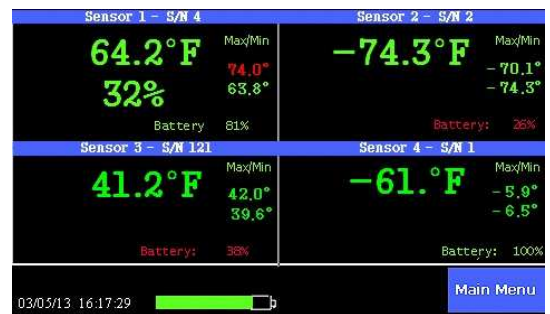 Sensor 1 - S/N 4
64.2°F
Max/Min
74.0°
63.8°
32%
Battery 81%
Sensor 2 - S/N 2
-74.3°F
Max/Min
-70.1°
-74.3°
Battery: 26%
Sensor 3 - S/N 121
41.2°F
Max/Min
42.0°
39.6°
Battery: 38%
Sensor 4 - S/N 1
-61.°F
Max/Min
-5.9°
-6.5°
Battery: 100%
03/05/13 16:17:29
Main Menu